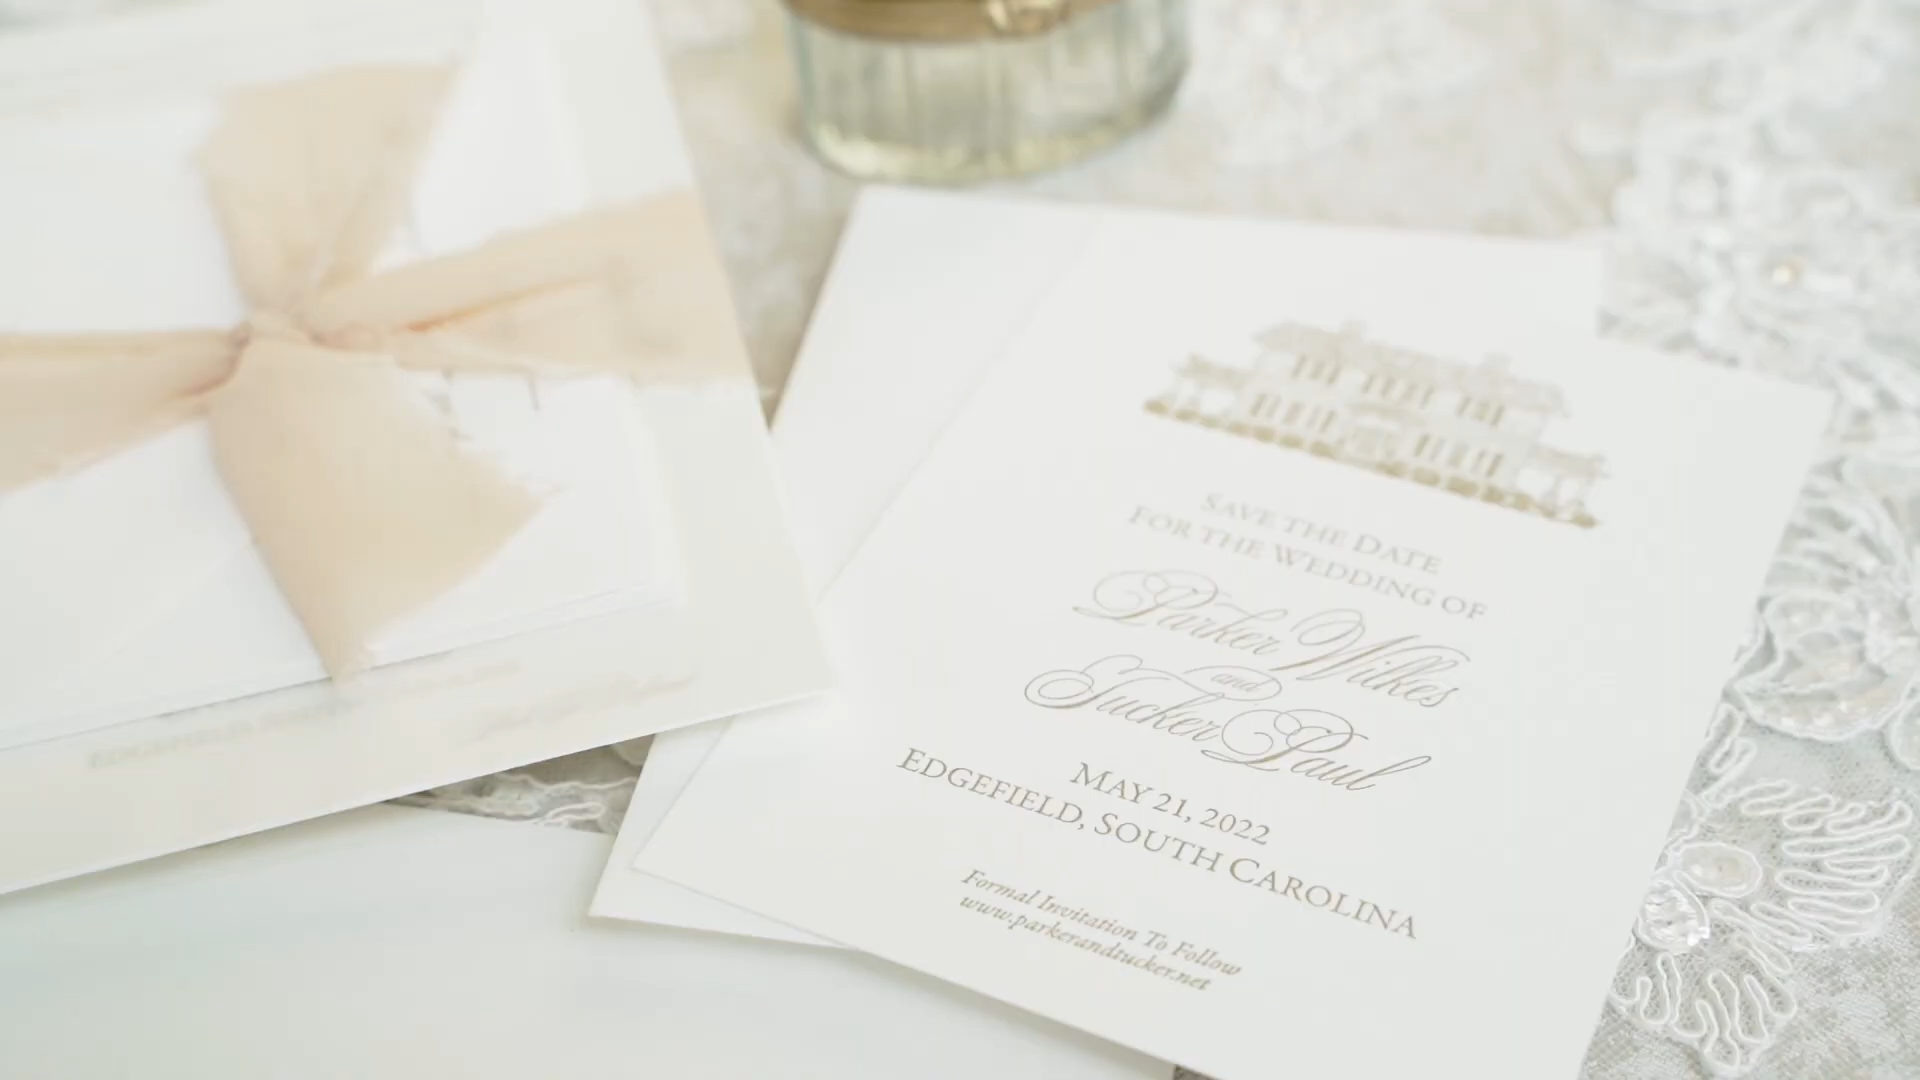 SAVE THE DATE
FOR THE WEDDING OF
Parker Wilkes
and
Tucker Paul
MAY 21, 2022
EDGEFIELD, SOUTH CAROLINA
Formal Invitation To Follow
www.parkerandtucker.net